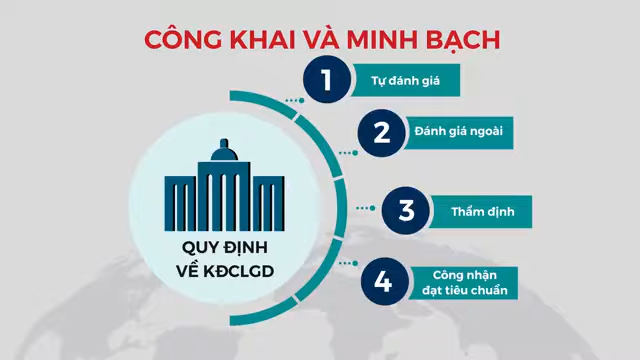 CÔNG KHAI VÀ MINH BẠCH
1
Tự đánh giá
2
Đánh giá ngoài
3
Thẩm định
4
Công nhận
đạt tiêu chuẩn
QUY ĐỊNH
VỀ KĐCLGD